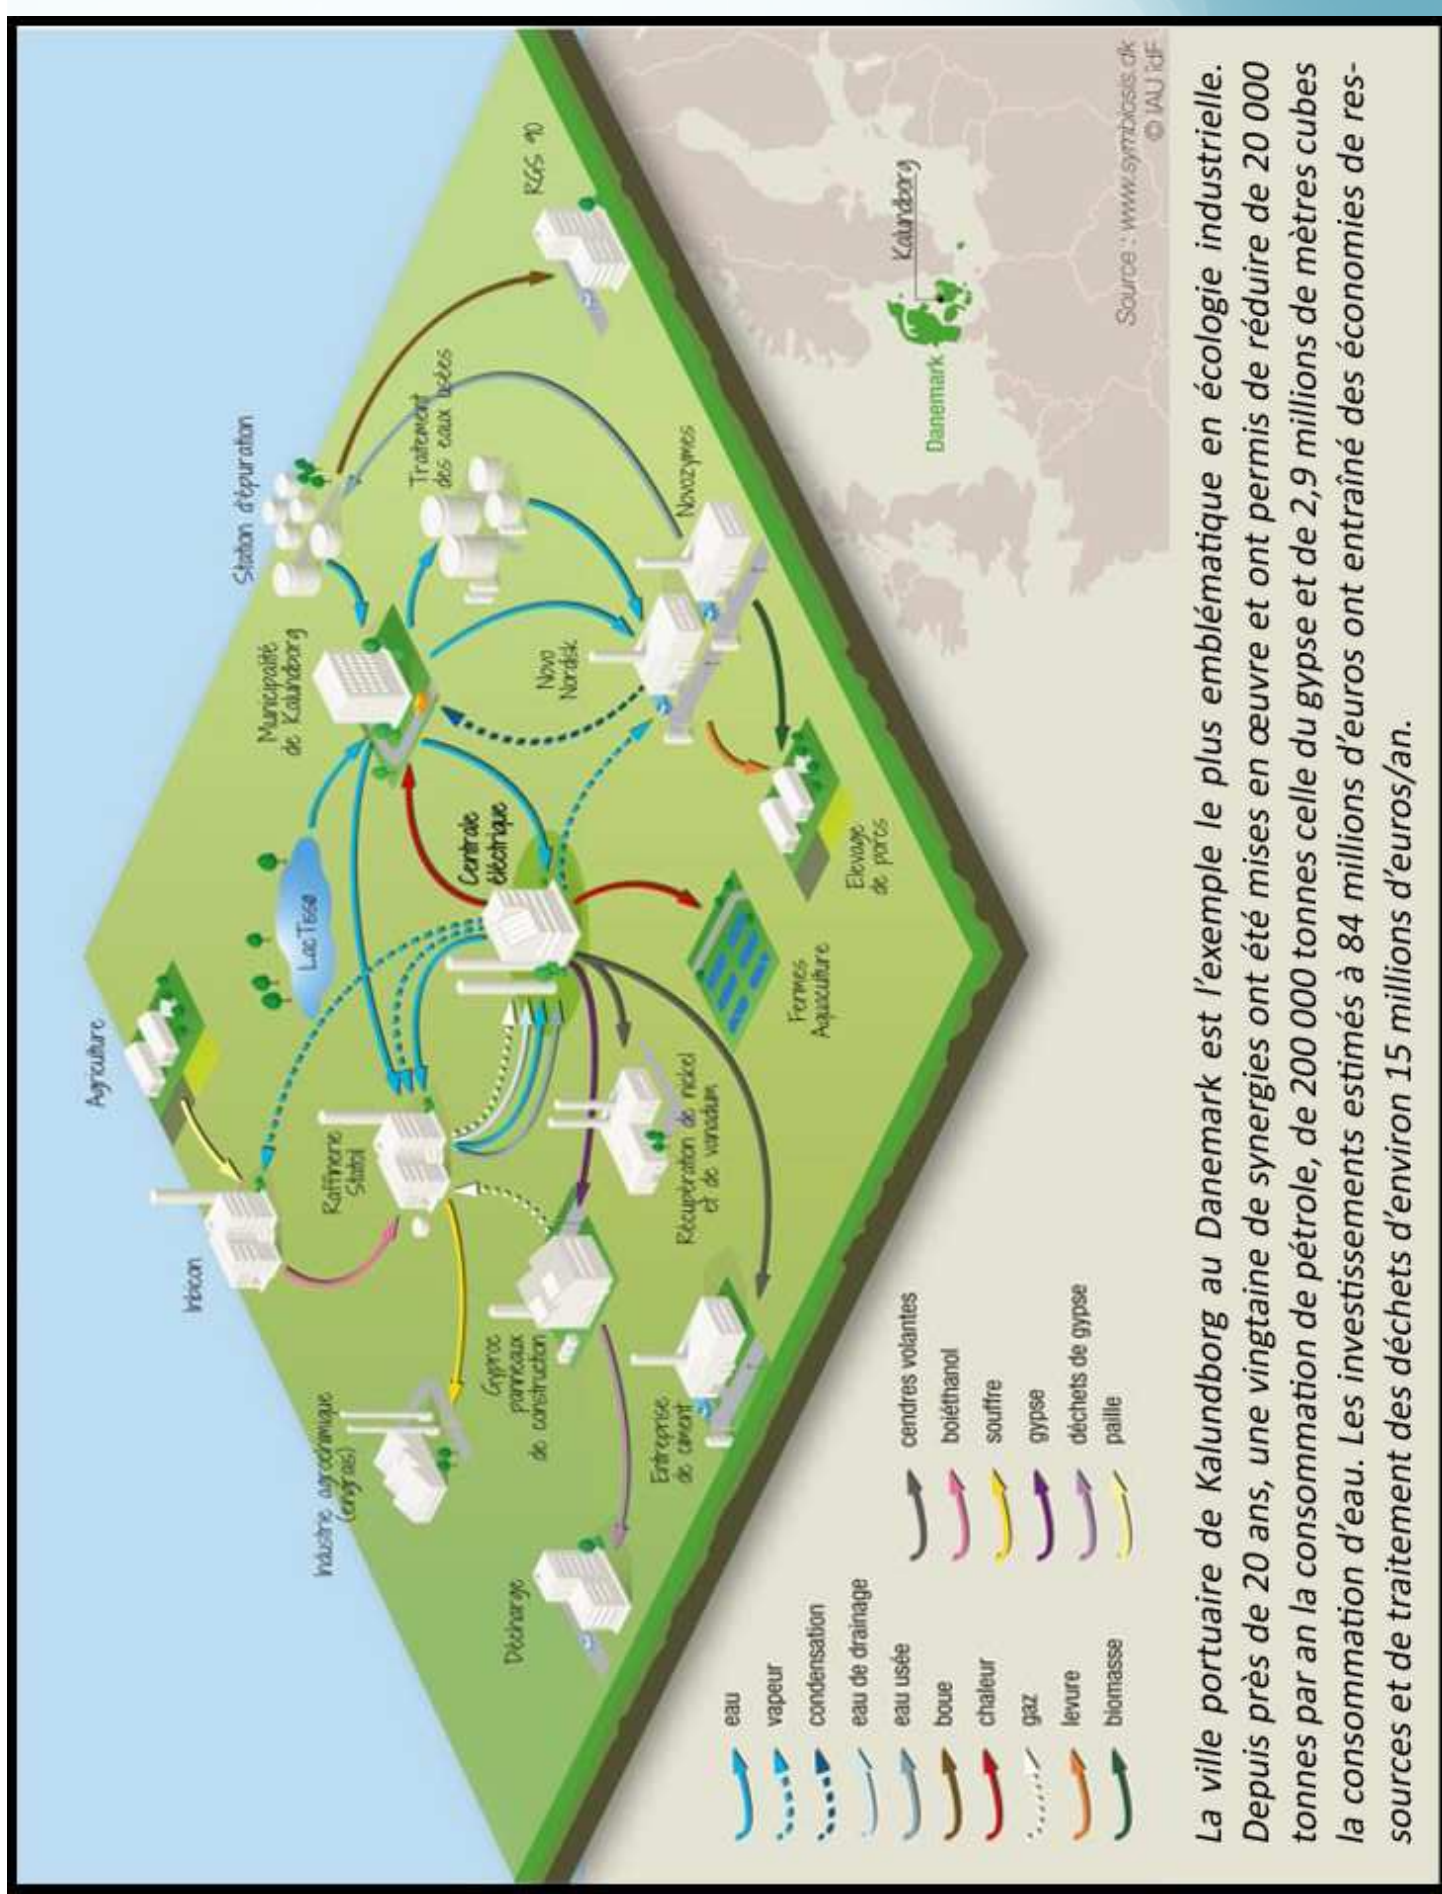 Agriculture
Inbicon
Lac Tissø
Municipalité
de Kalundborg
Station d'épuration
Raffinerie
Statoil
Industrie agrochimique
(engrais)
Centrale
éléctrique
Traitement
des eaux usées
RGS 90
Gyproc
panneaux
de construction
Novo
Nordisk
Novozymes
Décharge
Entreprise
de ciment
Récupération de nickel
et de vanadium
Fermes
Aquaculture
Elevage
de porcs
eau
vapeur
condensation
eau de drainage
eau usée
boue
chaleur
gaz
levure
biomasse
cendres volantes
boiéthanol
souffre
gypse
déchets de gypse
paille
Danemark
Kalundborg
Source : www.symbiosis.dk
© IAU îdF
La ville portuaire de Kalundborg au Danemark est l'exemple le plus emblématique en écologie industrielle.
Depuis près de 20 ans, une vingtaine de synergies ont été mises en œuvre et ont permis de réduire de 20 000
tonnes par an la consommation de pétrole, de 200 000 tonnes celle du gypse et de 2,9 millions de mètres cubes
la consommation d'eau. Les investissements estimés à 84 millions d'euros ont entraîné des économies de res-
sources et de traitement des déchets d'environ 15 millions d'euros/an.